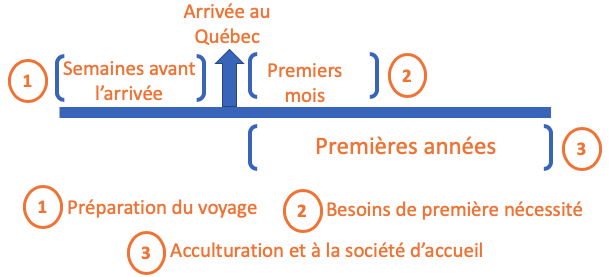 Arrivée au
Québec
1
Semaines avant
l'arrivée
Premiers
mois
2
Premières années
3
1 Préparation du voyage
2 Besoins de première nécessité
3 Acculturation et à la société d'accueil